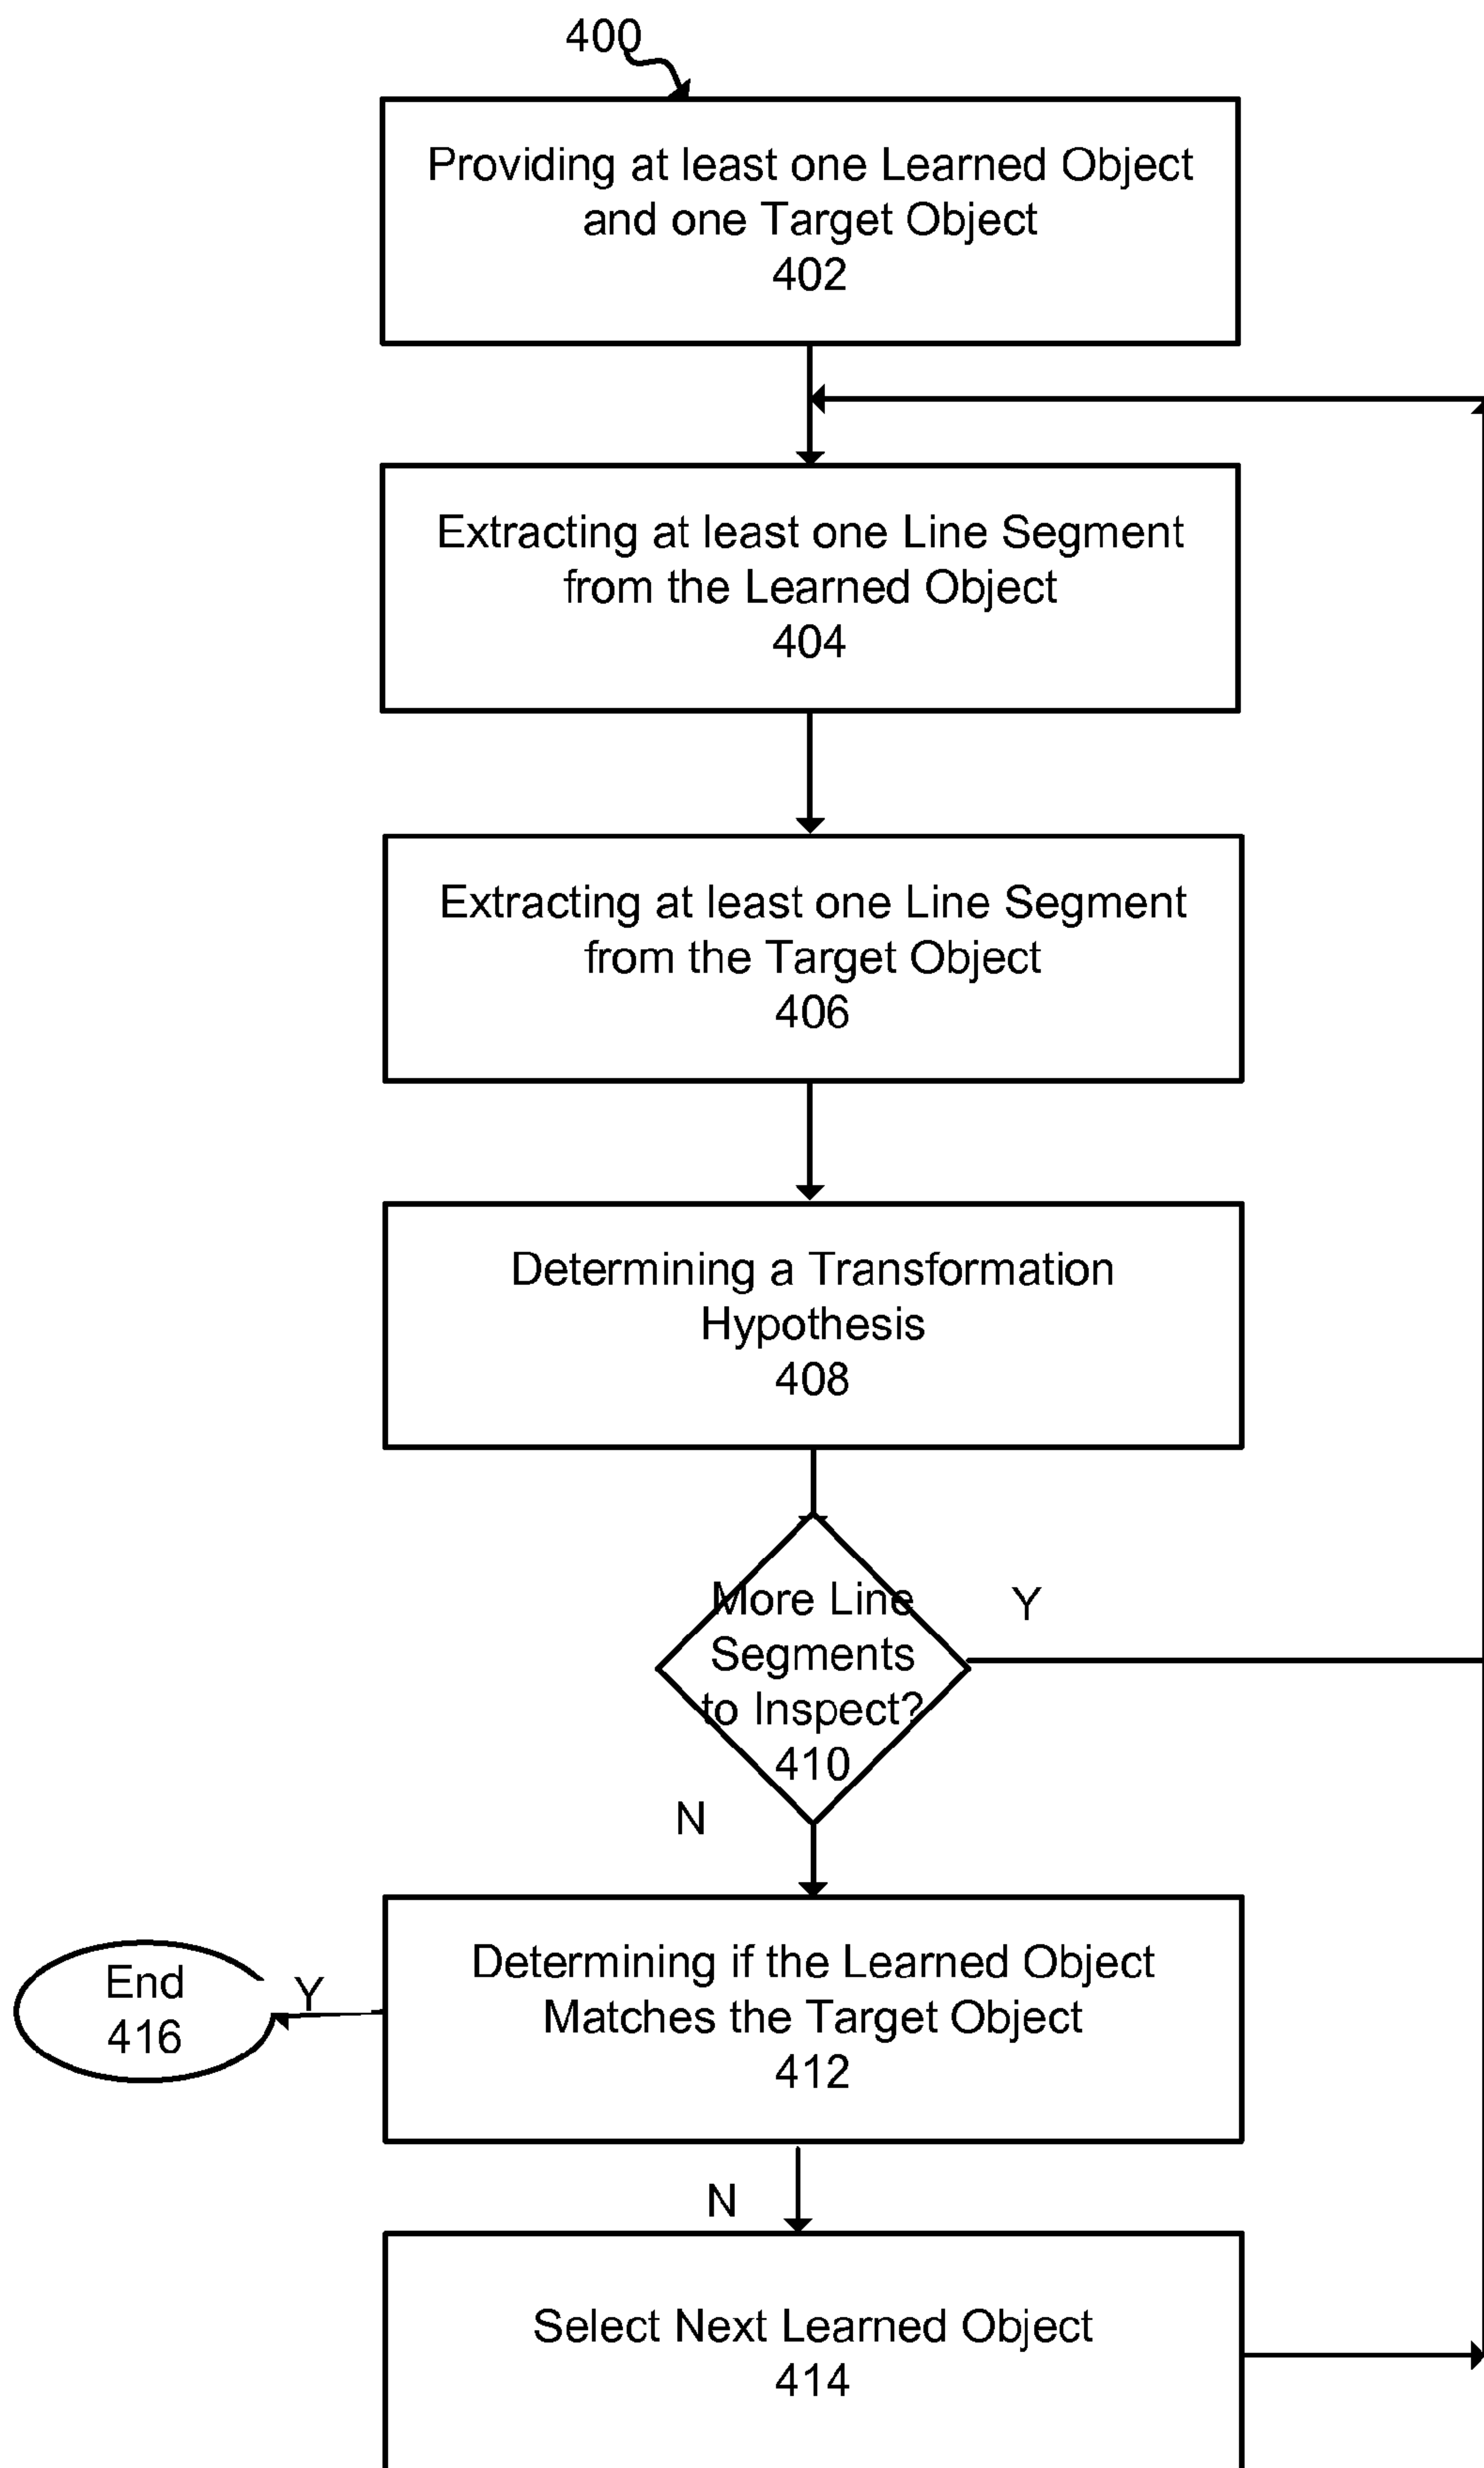 400
Providing at least one Learned Object
and one Target Object
402
Extracting at least one Line Segment
from the Learned Object
404
Extracting at least one Line Segment
from the Target Object
406
Determining a Transformation
Hypothesis
408
More Line
Segments
to Inspect?
410
Y
N
Determining if the Learned Object
Matches the Target Object
412
Y
End
416
N
Select Next Learned Object
414